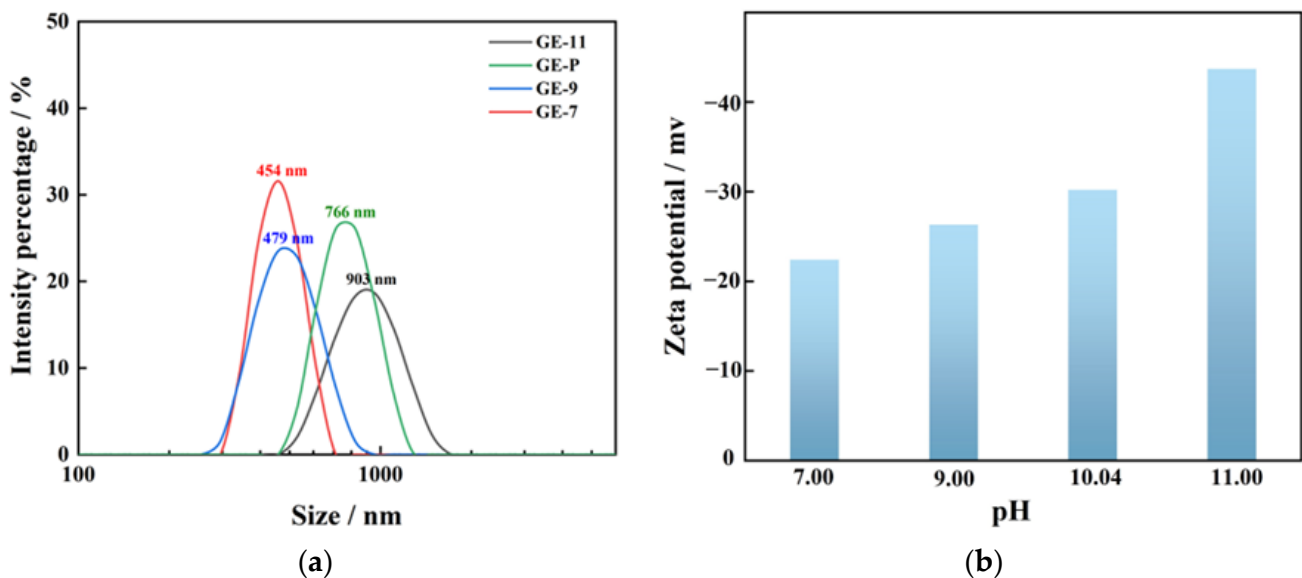 50
40
30
20
10
0
Intensity percentage / %
GE-11
GE-P
GE-9
GE-7
454 nm
766 nm
479 nm
903 nm
100
1000
Size / nm
(a)
−40
−30
−20
−10
0
Zeta potential / mv
7.00
9.00
10.04
11.00
pH
(b)